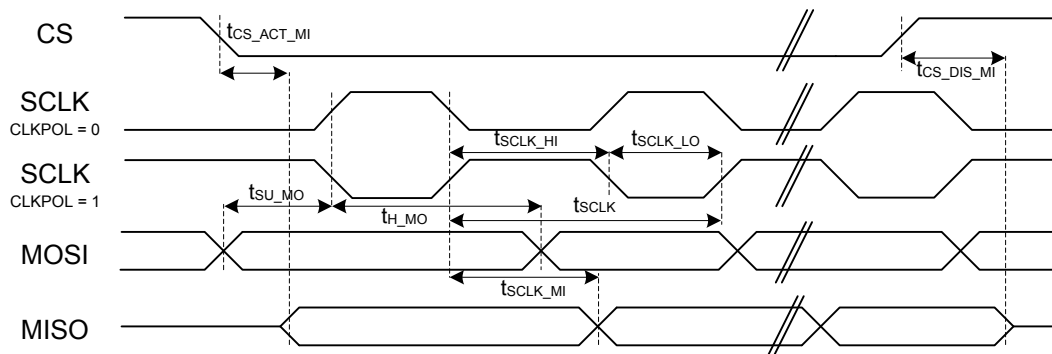 CS
tCS_ACT_MI
tCS_DIS_MI
SCLK
CLKPOL = 0
tSCLK_HI
tSCLK_LO
SCLK
CLKPOL = 1
tSU_MO
tH_MO
tSCLK
MOSI
tSCLK_MI
MISO